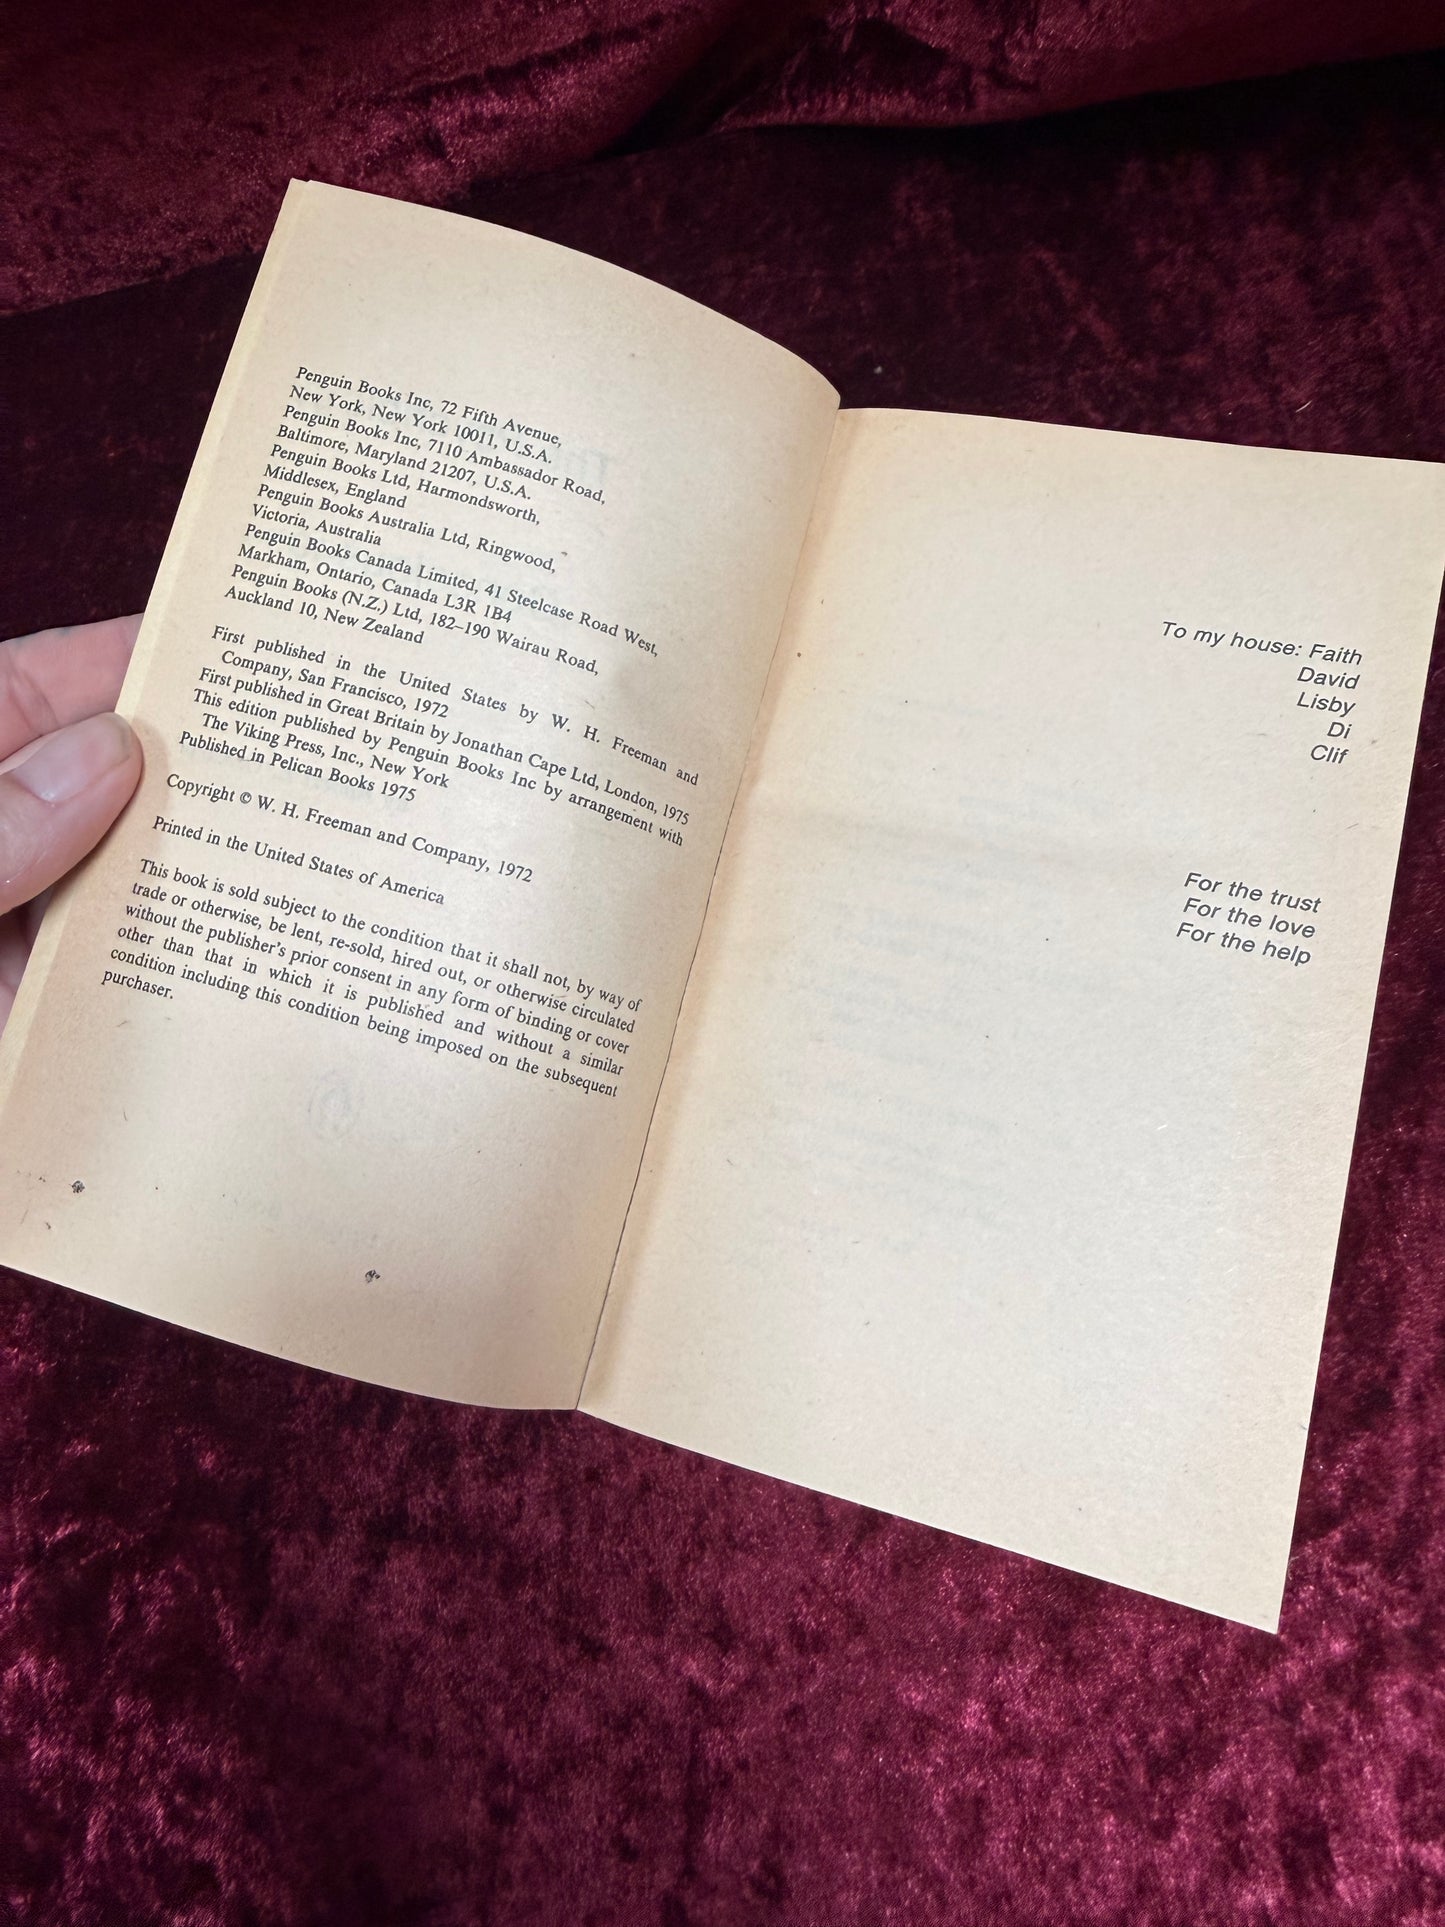 Penguin Books Inc, 72 Fifth Avenue,
New York, New York 10011, U.S.A.
Penguin Books Inc, 7110 Ambassador Road,
Baltimore, Maryland 21207, U.S.A.
Penguin Books Ltd, Harmondsworth,
Middlesex, England
Penguin Books Australia Ltd, Ringwood,
Victoria, Australia
Penguin Books Canada Limited, 41 Steelcase Road West,
Markham, Ontario, Canada L3R 1B4
Penguin Books (N.Z.) Ltd, 182–190 Wairau Road,
Auckland 10, New Zealand
First published in the United States by W. H. Freeman and
Company, San Francisco, 1972
First published in Great Britain by Jonathan Cape Ltd, London, 1975
This edition published by Penguin Books Inc by arrangement with
The Viking Press, Inc., New York
Published in Pelican Books 1975
Copyright © W. H. Freeman and Company, 1972
Printed in the United States of America
This book is sold subject to the condition that it shall not, by way of
trade or otherwise, be lent, re-sold, hired out, or otherwise circulated
without the publisher's prior consent in any form of binding or cover
other than that in which it is published and without a similar
condition including this condition being imposed on the subsequent
purchaser.
To my house: Faith
David
Lisby
Di
Clif
For the trust
For the love
For the help